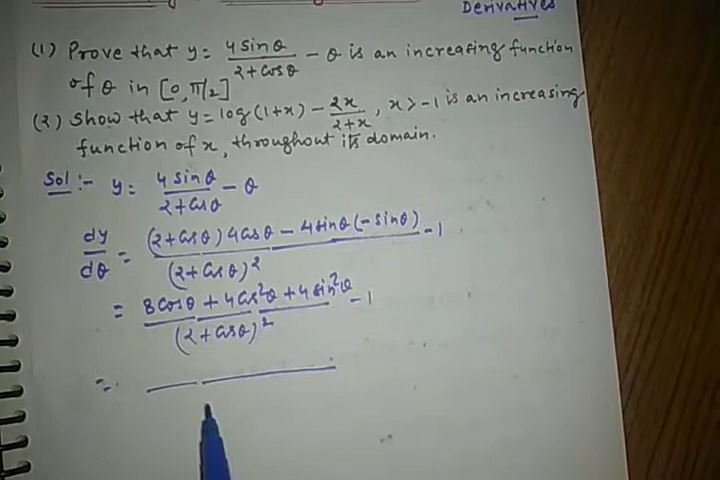 Derivatives
(1) Prove that y = 4 sinθ / 2+cosθ - θ is an increasing function
of θ in [0, π/2]
(2) Show that y = log(1+x) - 2x / 2+x, x > -1 is an increasing
function of x, throughout its domain.
Sol :- y = 4 sinθ / 2+cosθ - θ
dy/dθ = (2+cosθ) 4cosθ - 4sinθ (-sinθ) / (2+cosθ)² - 1
= 8cosθ + 4cos²θ + 4sin²θ / (2+cosθ)² - 1
=